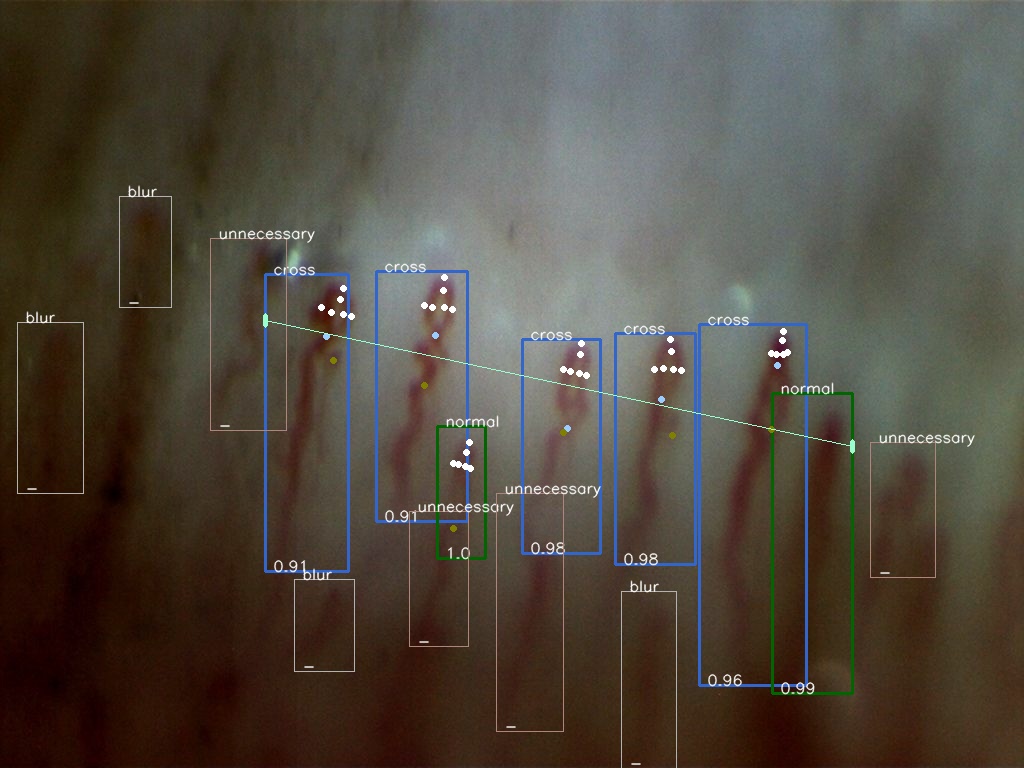 blur
unnecessary
cross
cross
blur
cross
cross
cross
normal
normal
unnecessary
unnecessary
unnecessary
0.91
0.98
1.0
0.98
0.91
blur
blur
0.96
0.99